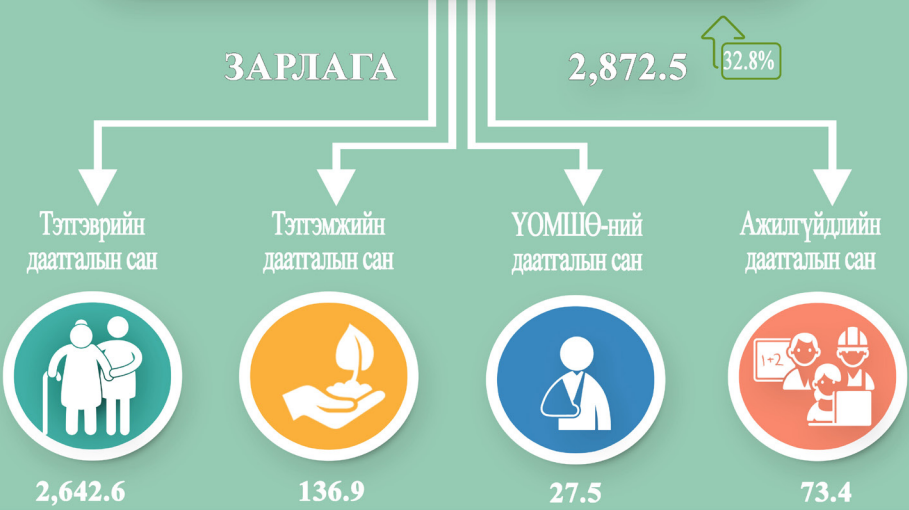 ЗАРЛАГА
2,872.5
32.8%
Тэтгэврийн
даатгалын сан
Тэтгэмжийн
даатгалын сан
ҮОМШӨ-ний
даатгалын сан
Ажилгүйдлийн
даатгалын сан
1+2
2,642.6
136.9
27.5
73.4